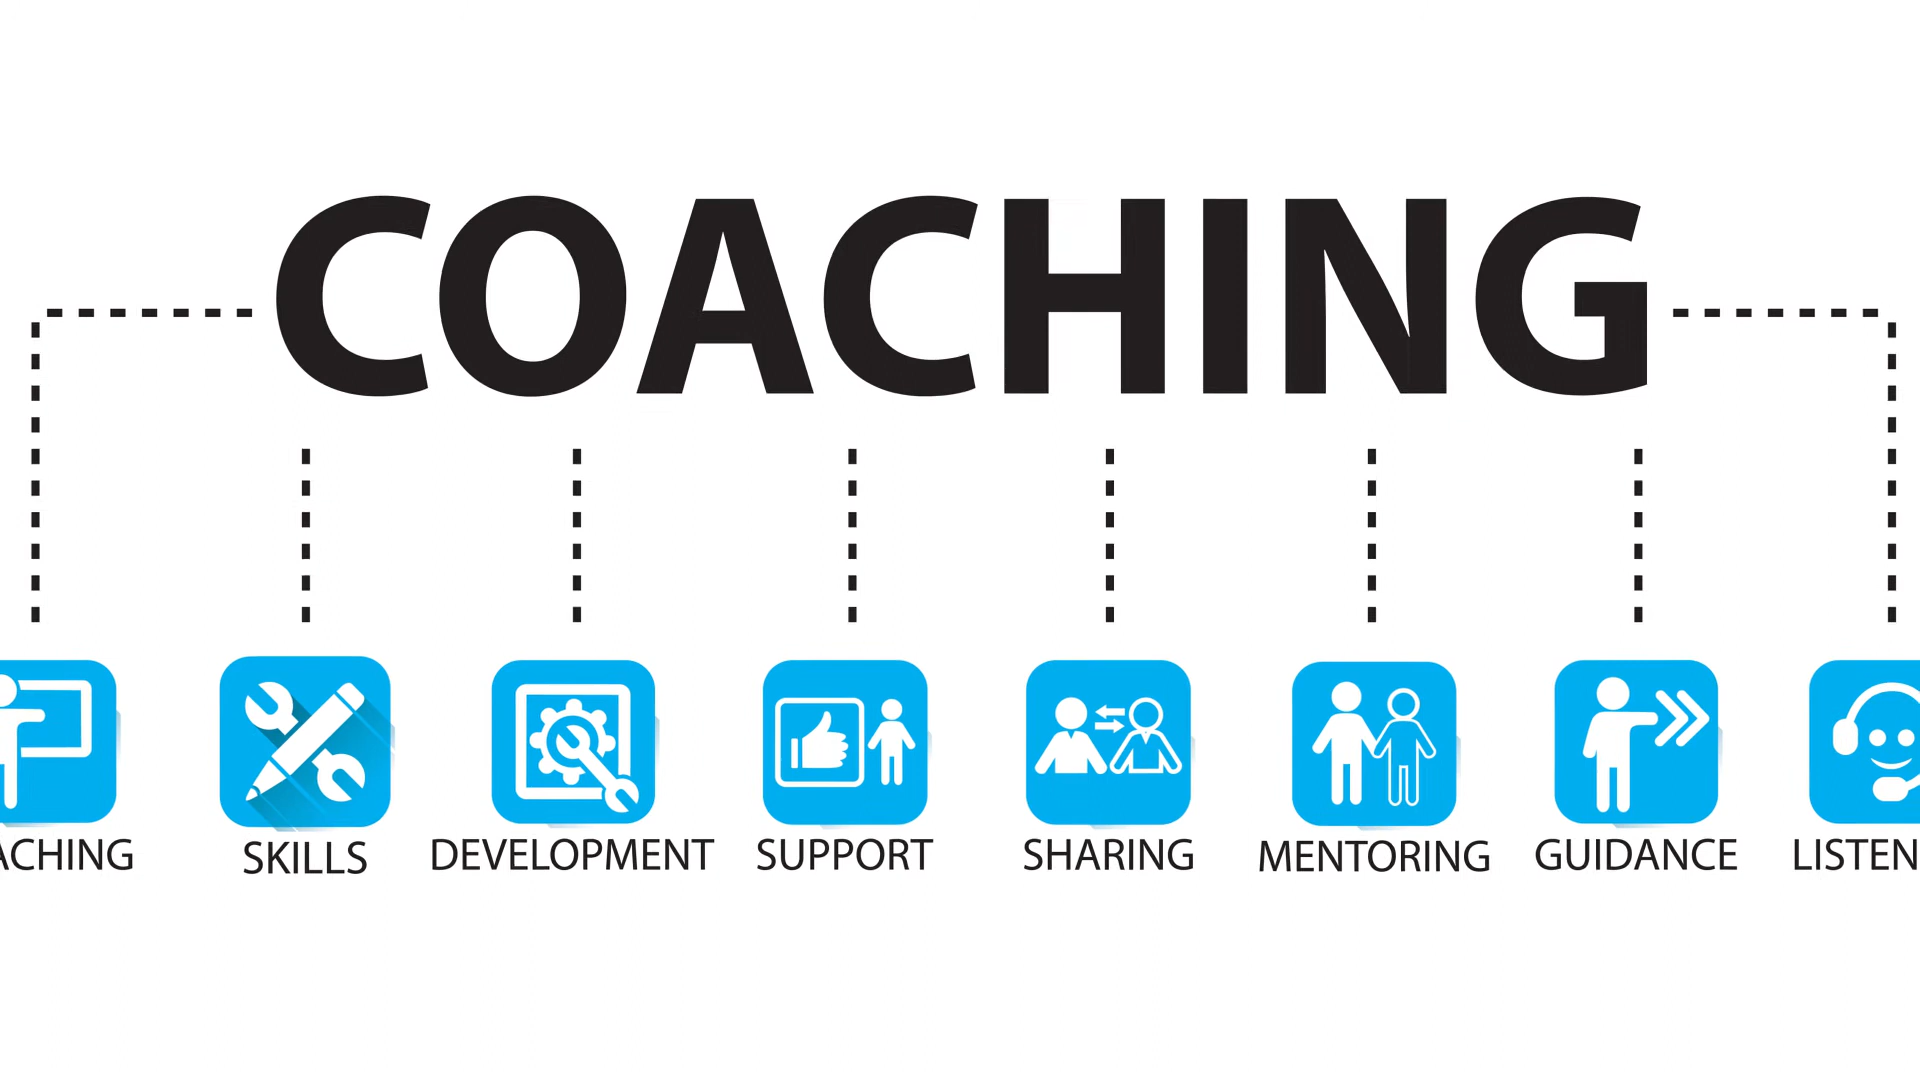 COACHING
ACHING
SKILLS
DEVELOPMENT
SUPPORT
SHARING
MENTORING
GUIDANCE
LISTEN